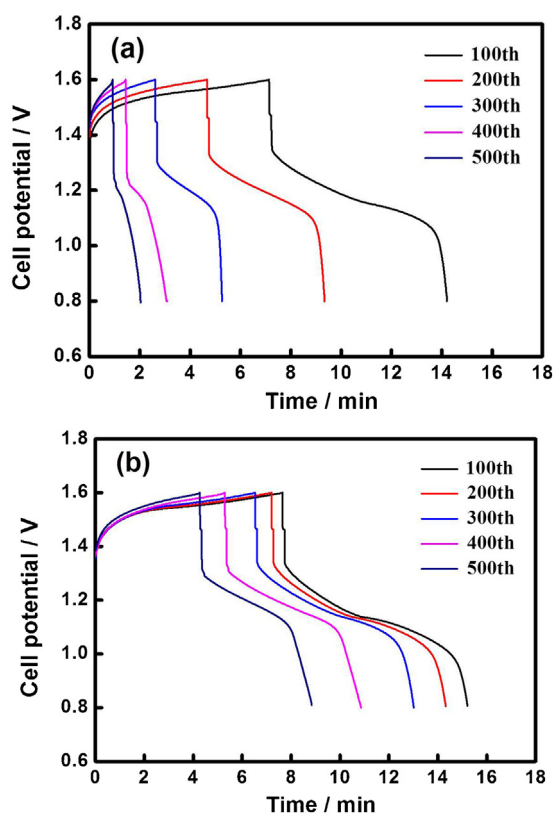 (a)
100th
200th
300th
400th
500th
Cell potential / V
1.8
1.6
1.4
1.2
1.0
0.8
0.6
0 2 4 6 8 10 12 14 16 18
Time / min
(b)
100th
200th
300th
400th
500th
Cell potential / V
1.8
1.6
1.4
1.2
1.0
0.8
0.6
0 2 4 6 8 10 12 14 16 18
Time / min